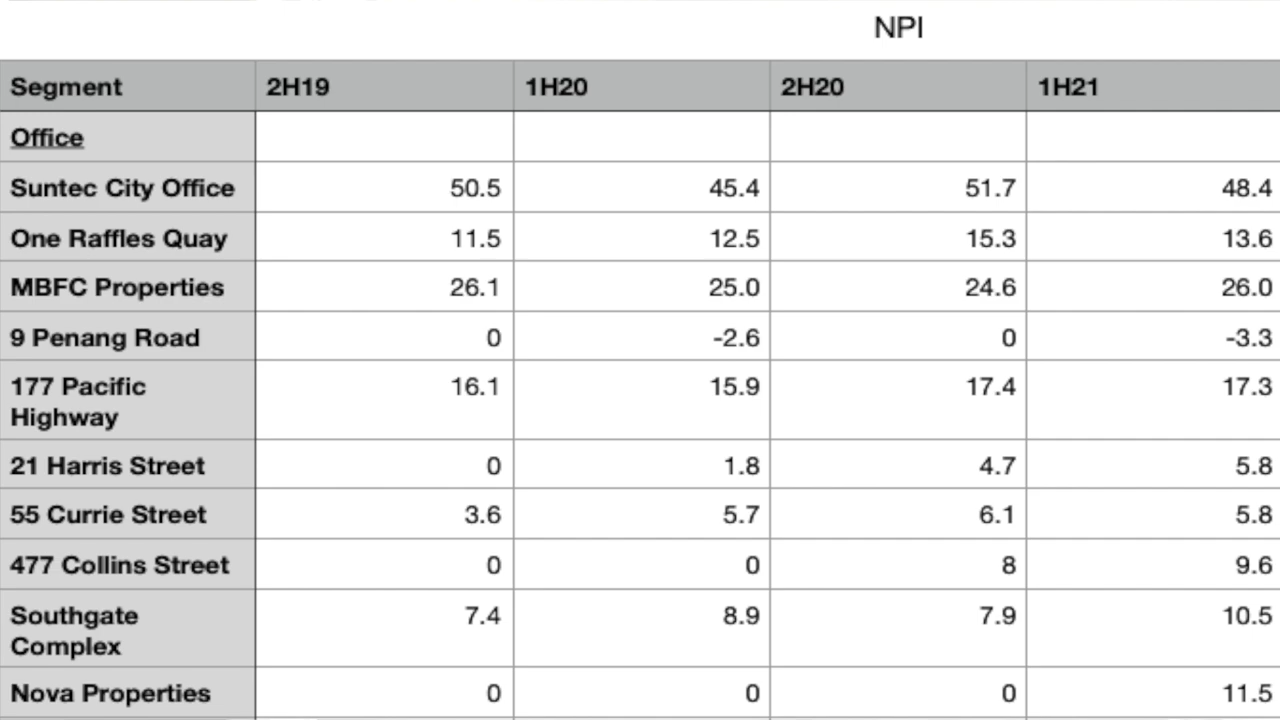 NPI
Segment 2H19 1H20 2H20 1H21
Office
Suntec City Office 50.5 45.4 51.7 48.4
One Raffles Quay 11.5 12.5 15.3 13.6
MBFC Properties 26.1 25.0 24.6 26.0
9 Penang Road 0 -2.6 0 -3.3
177 Pacific 16.1 15.9 17.4 17.3
Highway
21 Harris Street 0 1.8 4.7 5.8
55 Currie Street 3.6 5.7 6.1 5.8
477 Collins Street 0 0 8 9.6
Southgate 7.4 8.9 7.9 10.5
Complex
Nova Properties 0 0 0 11.5